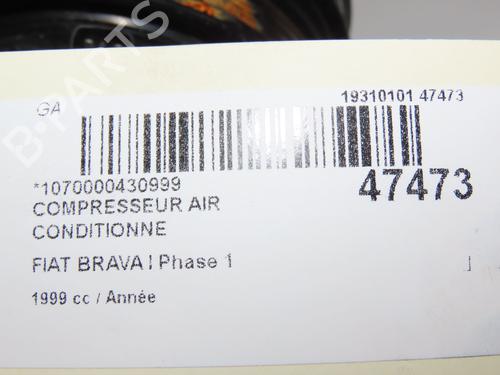 B-PARTS
GA
19310101 47473
*1070000430999
47473
COMPRESSEUR AIR
CONDITIONNE
FIAT BRAVA I Phase 1
1999 cc / Année